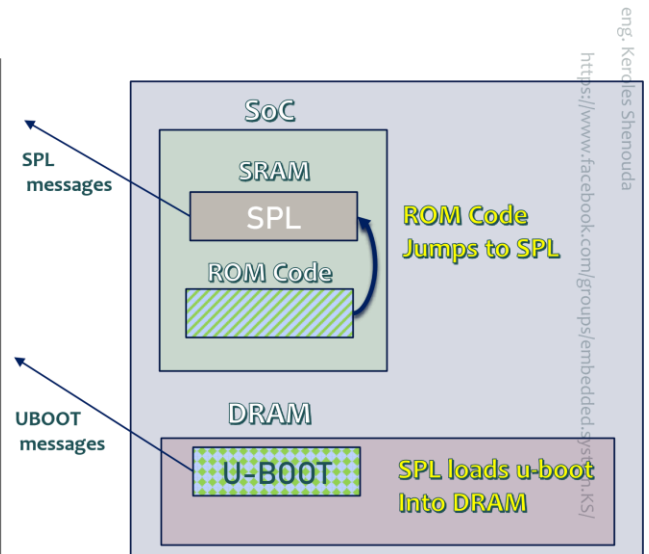 eng. Keroles Shenouda
https://www.facebook.com/groups/embedded.system.KS/
SoC
SRAM
SPL
messages
SPL
ROM Code
Jumps to SPL
ROM Code
DRAM
UBOOT
messages
U-BOOT
SPL loads u-boot
Into DRAM